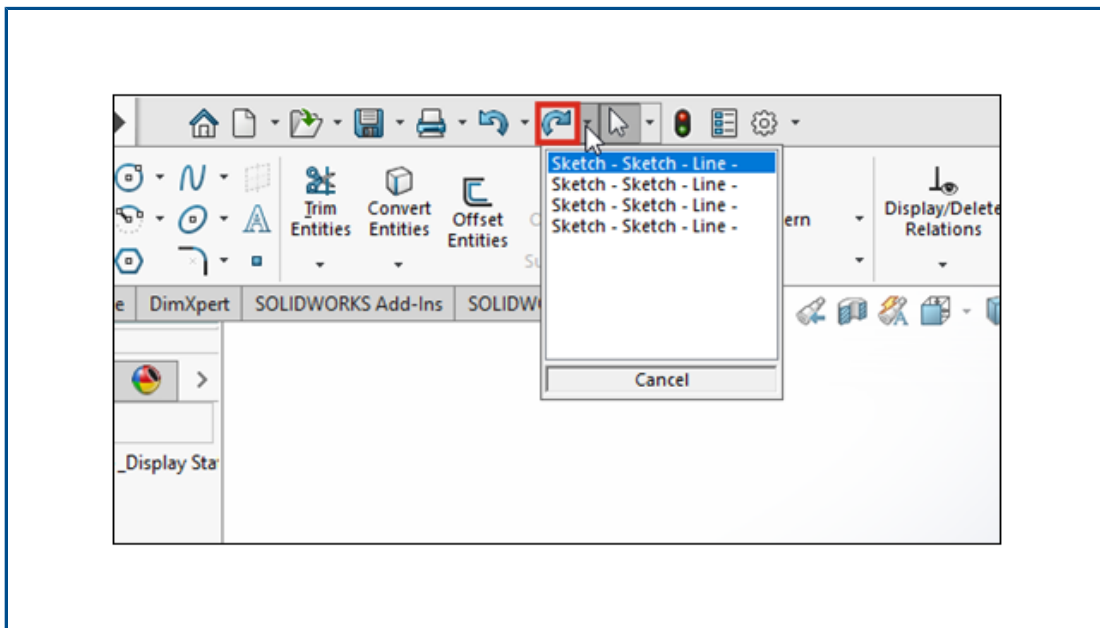 Sketch - Sketch - Line -
Sketch - Sketch - Line -
Sketch - Sketch - Line -
Sketch - Sketch - Line -
Cancel
Trim
Entities
Convert
Entities
Offset
Entities
ern
Display/Delete
Relations
e
DimXpert
SOLIDWORKS Add-Ins
SOLIDW
_Display Sta